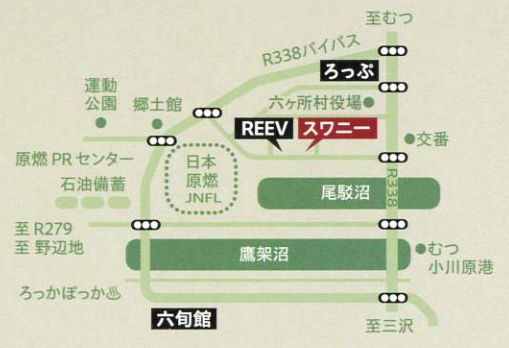 至むつ
R338バイパス
ろっぷ
運動
公園
郷土館
六ヶ所村役場
REEV
スワニー
交番
原燃PRセンター
日本
原燃
JNFL
石油備蓄
尾駮沼
R338
至 R279
至 野辺地
鷹架沼
むつ
小川原港
ろっかぽっか♨
六旬館
至三沢